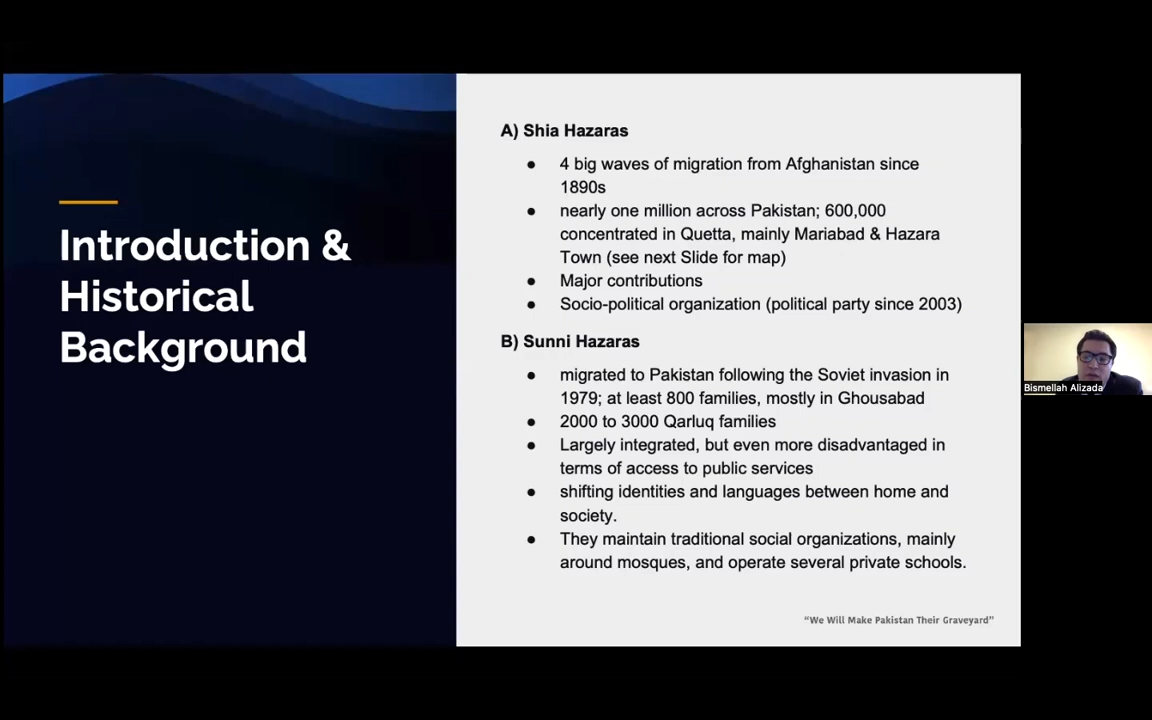 Introduction &
Historical
Background
A) Shia Hazaras
● 4 big waves of migration from Afghanistan since
1890s
● nearly one million across Pakistan; 600,000
concentrated in Quetta, mainly Mariabad & Hazara
Town (see next Slide for map)
● Major contributions
● Socio-political organization (political party since 2003)
B) Sunni Hazaras
● migrated to Pakistan following the Soviet invasion in
1979; at least 800 families, mostly in Ghousabad
● 2000 to 3000 Qarluq families
● Largely integrated, but even more disadvantaged in
terms of access to public services
● shifting identities and languages between home and
society.
● They maintain traditional social organizations, mainly
around mosques, and operate several private schools.
“We Will Make Pakistan Their Graveyard”
Bismellah Alizada